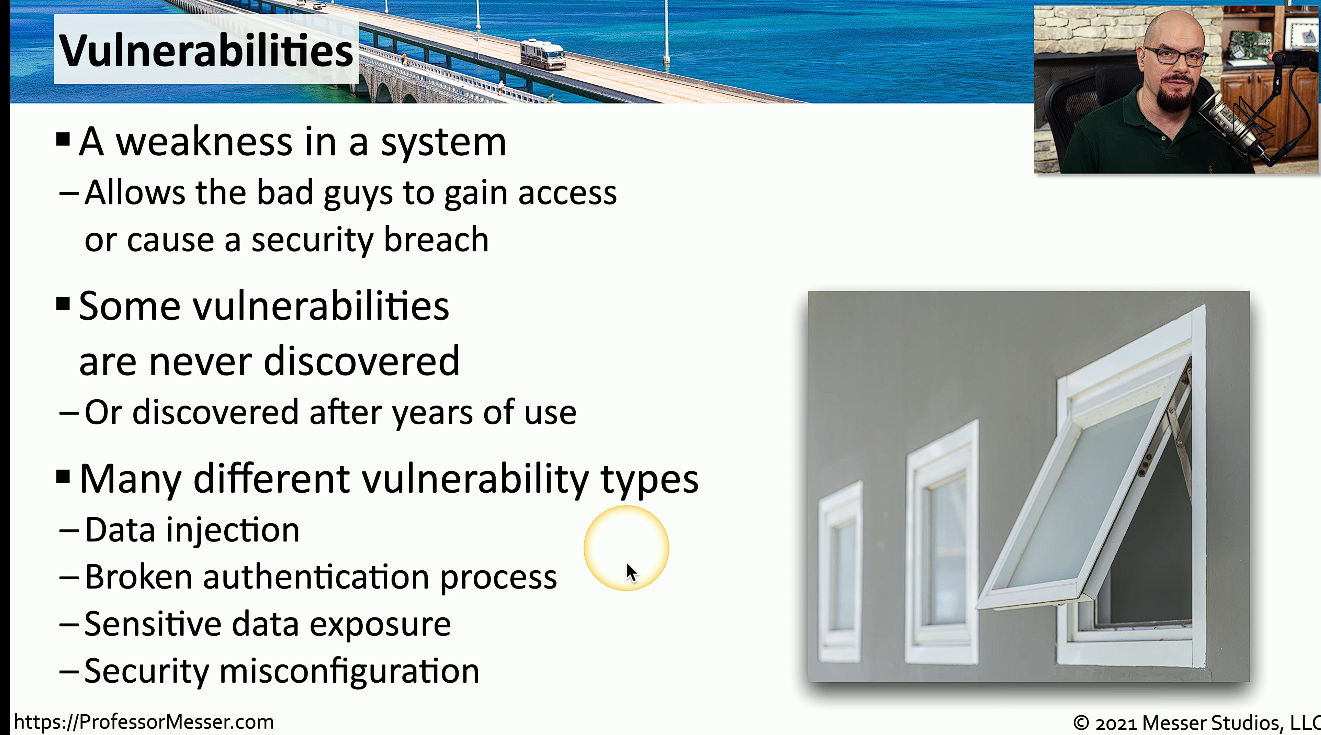 Vulnerabilities
▪ A weakness in a system
– Allows the bad guys to gain access
or cause a security breach
▪ Some vulnerabilities
are never discovered
– Or discovered after years of use
▪ Many different vulnerability types
– Data injection
– Broken authentication process
– Sensitive data exposure
– Security misconfiguration
https://ProfessorMesser.com
© 2021 Messer Studios, LLC